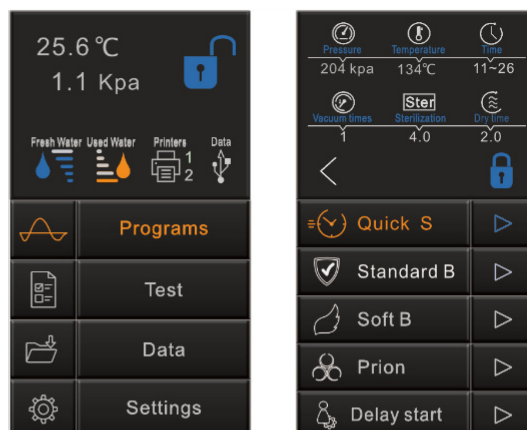 25.6 ℃
1.1 Kpa
Fresh Water Used Water Printers Data
1
2
Programs
Test
Data
Settings
Pressure Temperature Time
204 kpa 134℃ 11~26
Ster
Vacuum times Sterilization Dry time
1 4.0 2.0
Quick S
Standard B
Soft B
Prion
Delay start